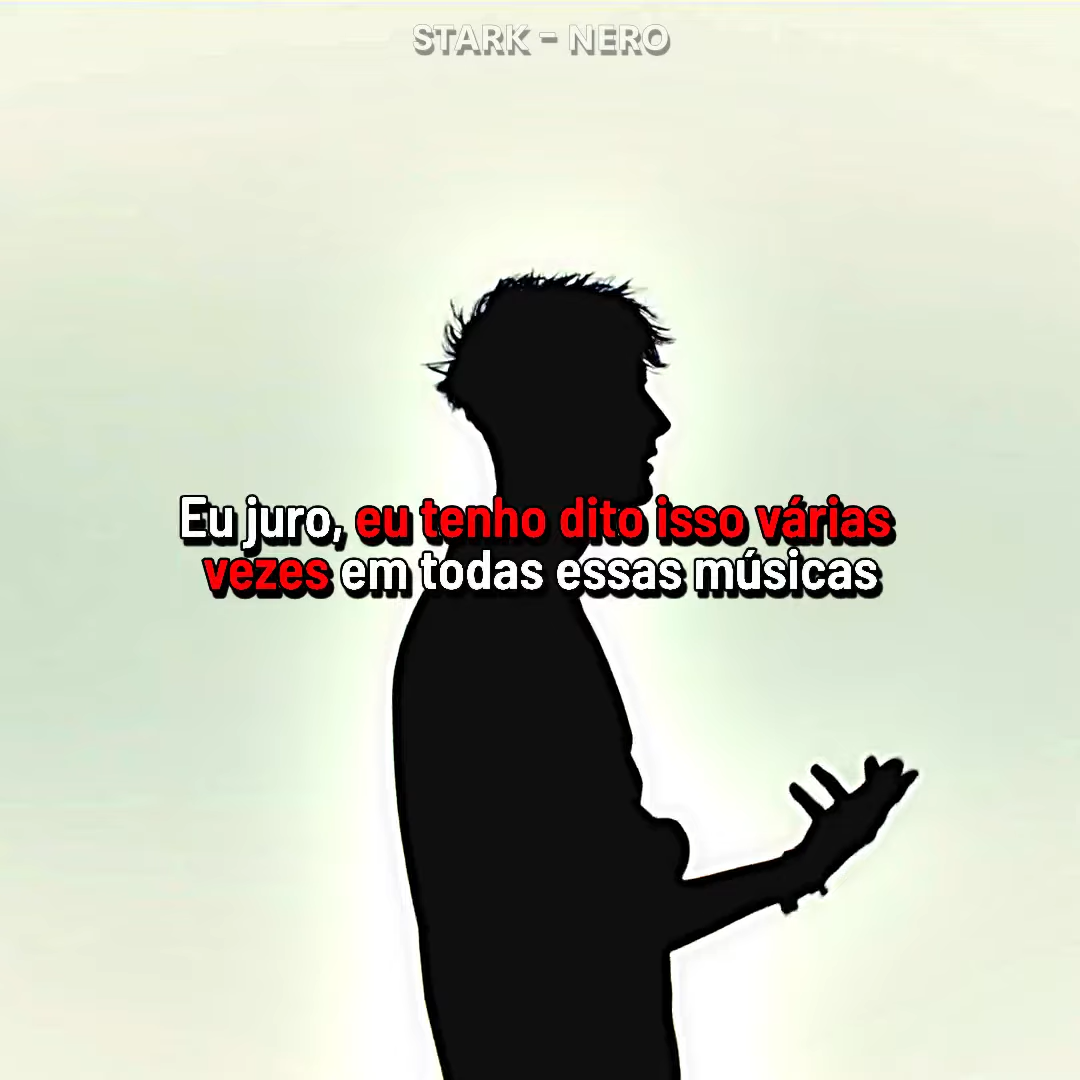 STARK - NERO
Eu juro, eu tenho dito isso várias
vezes em todas essas músicas